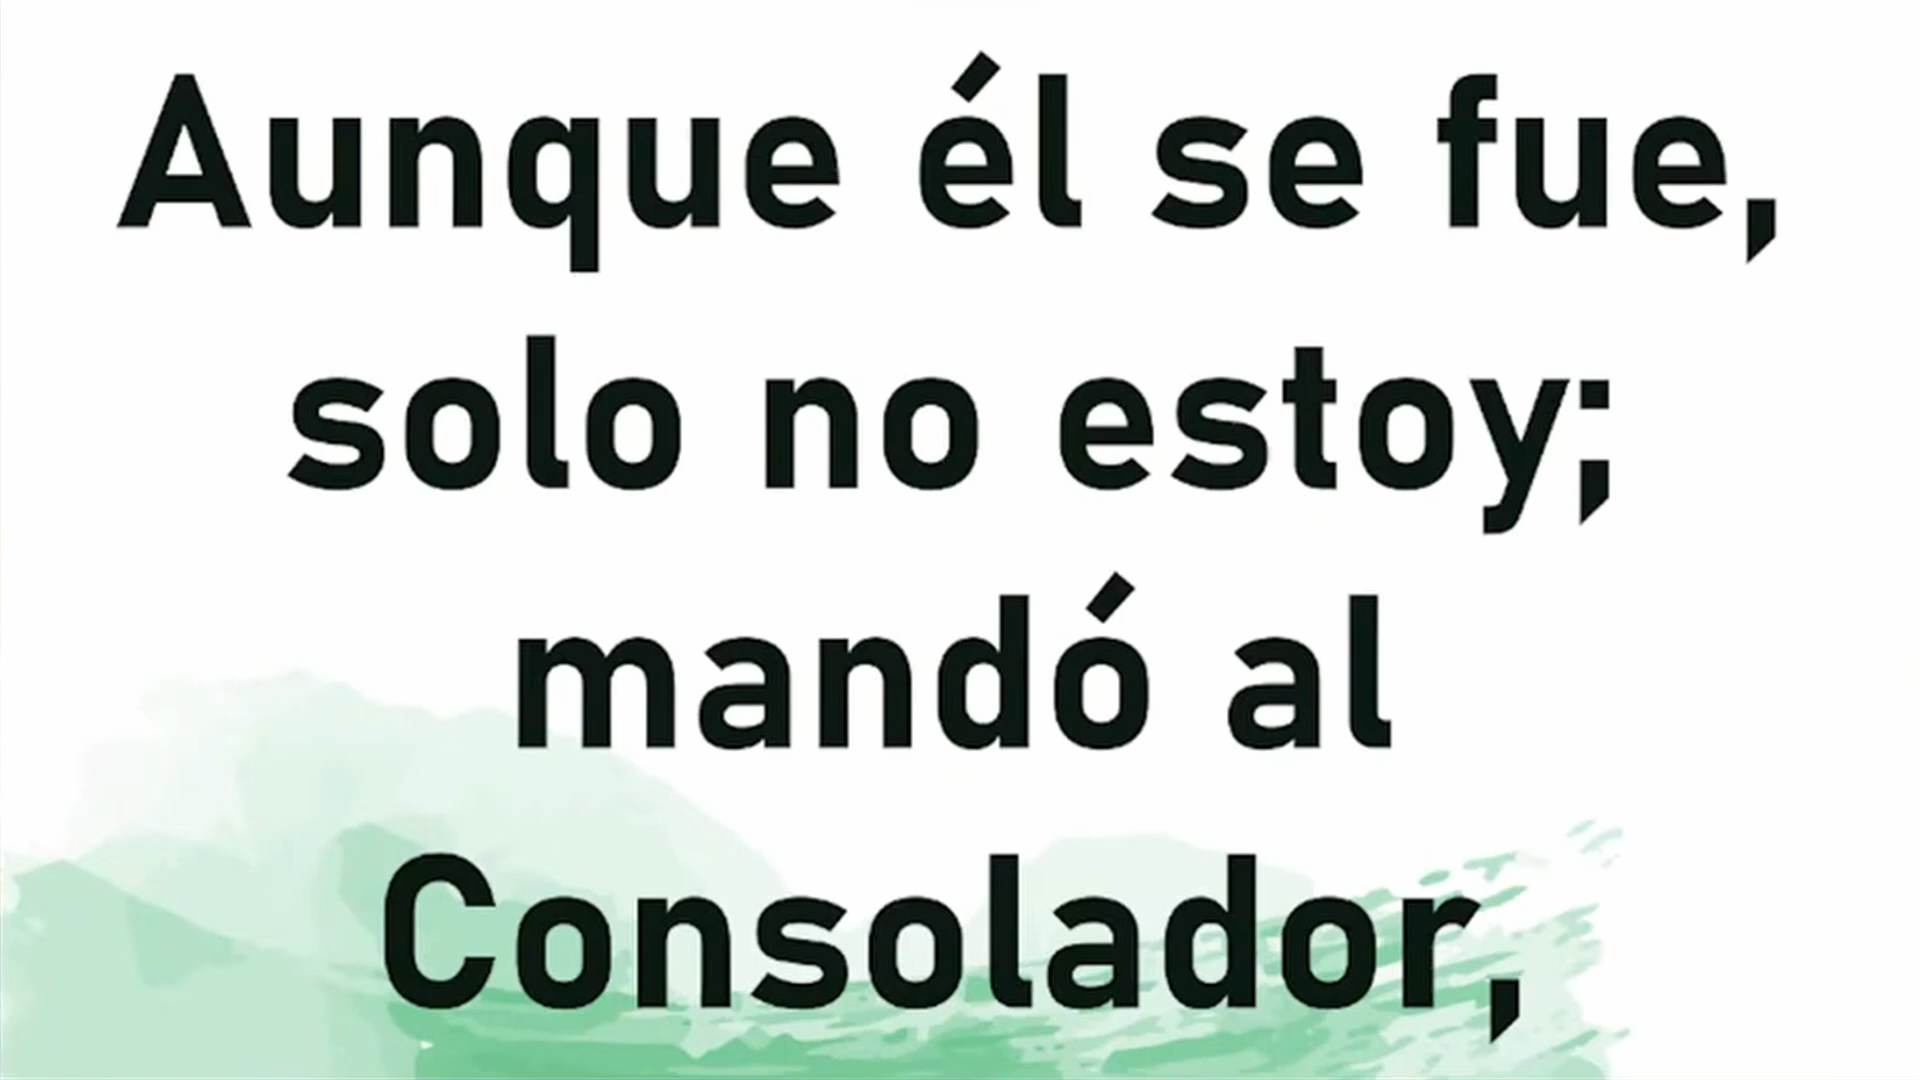 Aunque él se fue,
solo no estoy;
mandó al
Consolador,